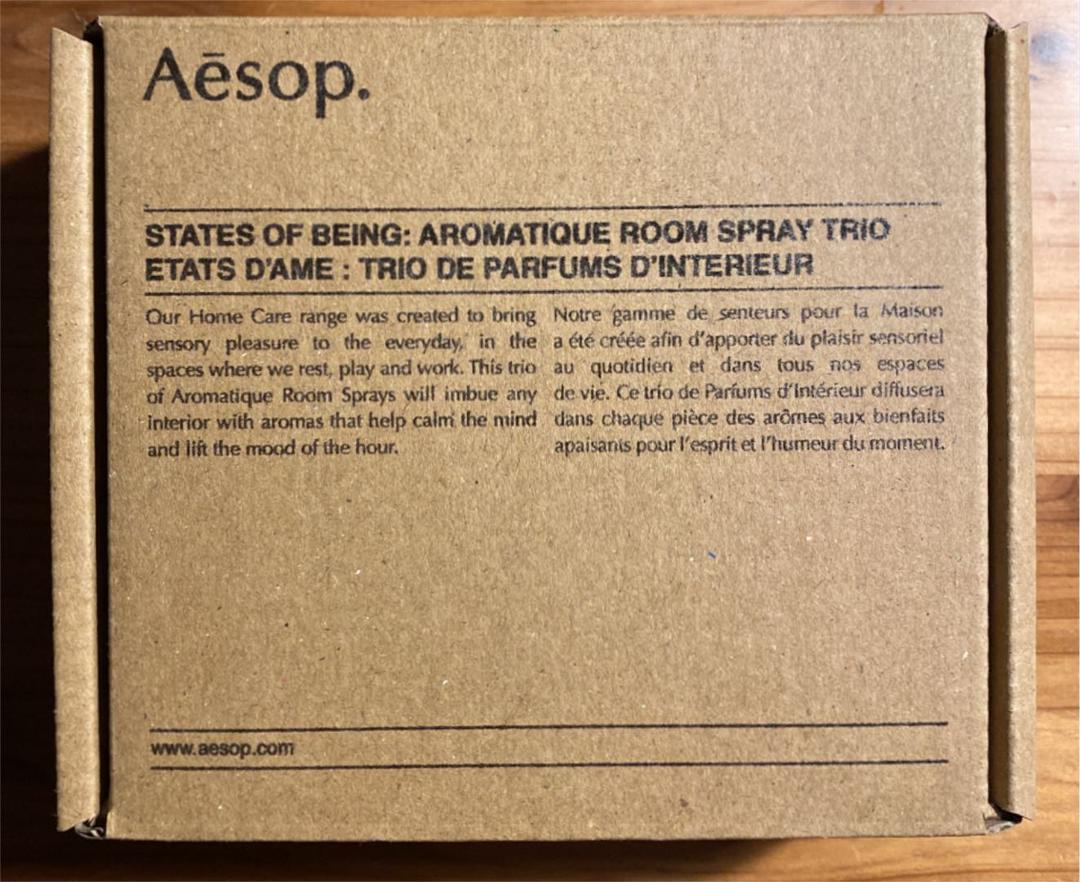 Aēsop.
STATES OF BEING: AROMATIQUE ROOM SPRAY TRIO
ETATS D'AME : TRIO DE PARFUMS D'INTERIEUR
Our Home Care range was created to bring
sensory pleasure to the everyday, in the
spaces where we rest, play and work. This trio
of Aromatique Room Sprays will imbue any
interior with aromas that help calm the mind
and lift the mood of the hour.
Notre gamme de senteurs pour la Maison
a été créée afin d'apporter du plaisir sensoriel
au quotidien et dans tous nos espaces
de vie. Ce trio de Parfums d'Intérieur diffusera
dans chaque pièce des arômes aux bienfaits
apaisants pour l'esprit et l'humeur du moment.
www.aesop.com